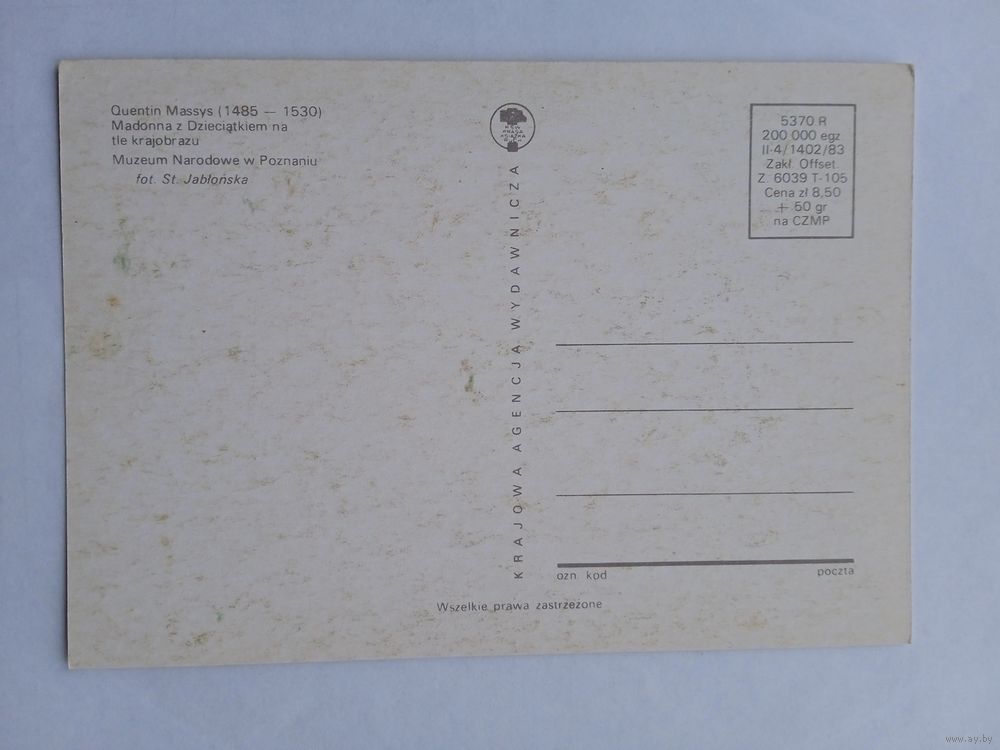 Quentin Massys (1485 — 1530)
Madonna z Dzieciątkiem na
tle krajobrazu
Muzeum Narodowe w Poznaniu
fot. St. Jabłońska
PRASA
KSIĄŻKA
KRAJOWA AGENCJA WYDAWNICZA
5370 R
200 000 egz
II-4/1402/83
Zakł. Offset.
Z. 6039 T-105
Cena zł 8,50
+ 50 gr
na CZMP
ozn. kod
poczta
Wszelkie prawa zastrzeżone
www.ay.by